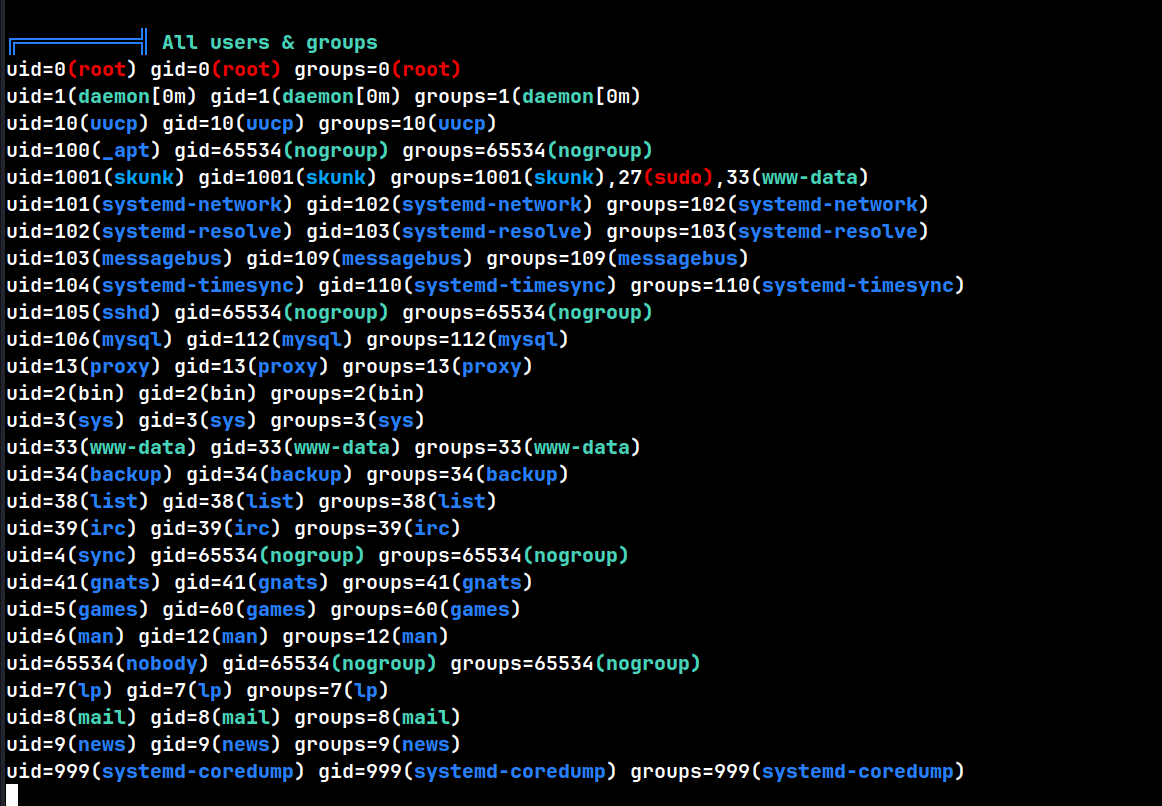 ╔══════════╣ All users & groups
uid=0(root) gid=0(root) groups=0(root)
uid=1(daemon[0m) gid=1(daemon[0m) groups=1(daemon[0m)
uid=10(uucp) gid=10(uucp) groups=10(uucp)
uid=100(_apt) gid=65534(nogroup) groups=65534(nogroup)
uid=1001(skunk) gid=1001(skunk) groups=1001(skunk),27(sudo),33(www-data)
uid=101(systemd-network) gid=102(systemd-network) groups=102(systemd-network)
uid=102(systemd-resolve) gid=103(systemd-resolve) groups=103(systemd-resolve)
uid=103(messagebus) gid=109(messagebus) groups=109(messagebus)
uid=104(systemd-timesync) gid=110(systemd-timesync) groups=110(systemd-timesync)
uid=105(sshd) gid=65534(nogroup) groups=65534(nogroup)
uid=106(mysql) gid=112(mysql) groups=112(mysql)
uid=13(proxy) gid=13(proxy) groups=13(proxy)
uid=2(bin) gid=2(bin) groups=2(bin)
uid=3(sys) gid=3(sys) groups=3(sys)
uid=33(www-data) gid=33(www-data) groups=33(www-data)
uid=34(backup) gid=34(backup) groups=34(backup)
uid=38(list) gid=38(list) groups=38(list)
uid=39(irc) gid=39(irc) groups=39(irc)
uid=4(sync) gid=65534(nogroup) groups=65534(nogroup)
uid=41(gnats) gid=41(gnats) groups=41(gnats)
uid=5(games) gid=60(games) groups=60(games)
uid=6(man) gid=12(man) groups=12(man)
uid=65534(nobody) gid=65534(nogroup) groups=65534(nogroup)
uid=7(lp) gid=7(lp) groups=7(lp)
uid=8(mail) gid=8(mail) groups=8(mail)
uid=9(news) gid=9(news) groups=9(news)
uid=999(systemd-coredump) gid=999(systemd-coredump) groups=999(systemd-coredump)